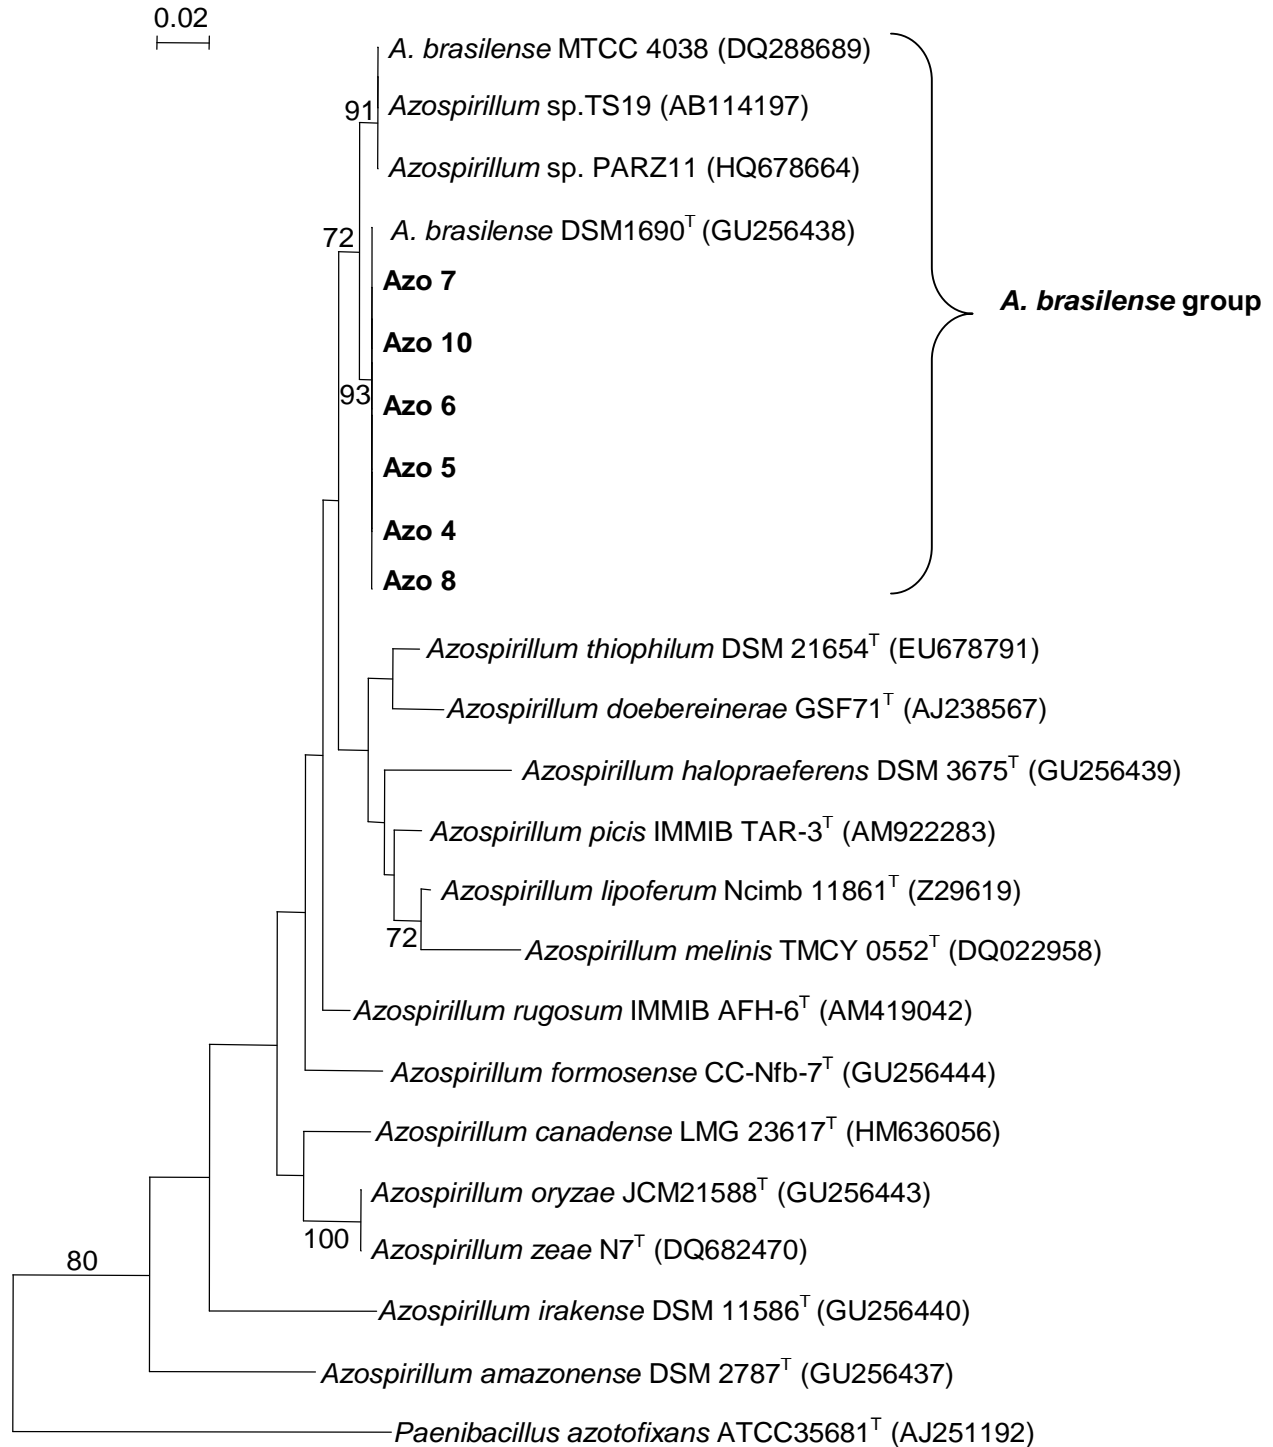 0.02
A. brasilense MTCC 4038 (DQ288689)
91
Azospirillum sp.TS19 (AB114197)
Azospirillum sp. PARZ11 (HQ678664)
A. brasilense DSM1690ᵀ (GU256438)
72
Azo 7
A. brasilense group
Azo 10
93
Azo 6
Azo 5
Azo 4
Azo 8
Azospirillum thiophilum DSM 21654ᵀ (EU678791)
Azospirillum doebereinerae GSF71ᵀ (AJ238567)
Azospirillum halopraeferens DSM 3675ᵀ (GU256439)
Azospirillum picis IMMIB TAR-3ᵀ (AM922283)
Azospirillum lipoferum Ncimb 11861ᵀ (Z29619)
72
Azospirillum melinis TMCY 0552ᵀ (DQ022958)
Azospirillum rugosum IMMIB AFH-6ᵀ (AM419042)
Azospirillum formosense CC-Nfb-7ᵀ (GU256444)
Azospirillum canadense LMG 23617ᵀ (HM636056)
Azospirillum oryzae JCM21588ᵀ (GU256443)
100
Azospirillum zeae N7ᵀ (DQ682470)
80
Azospirillum irakense DSM 11586ᵀ (GU256440)
Azospirillum amazonense DSM 2787ᵀ (GU256437)
Paenibacillus azotofixans ATCC35681ᵀ (AJ251192)